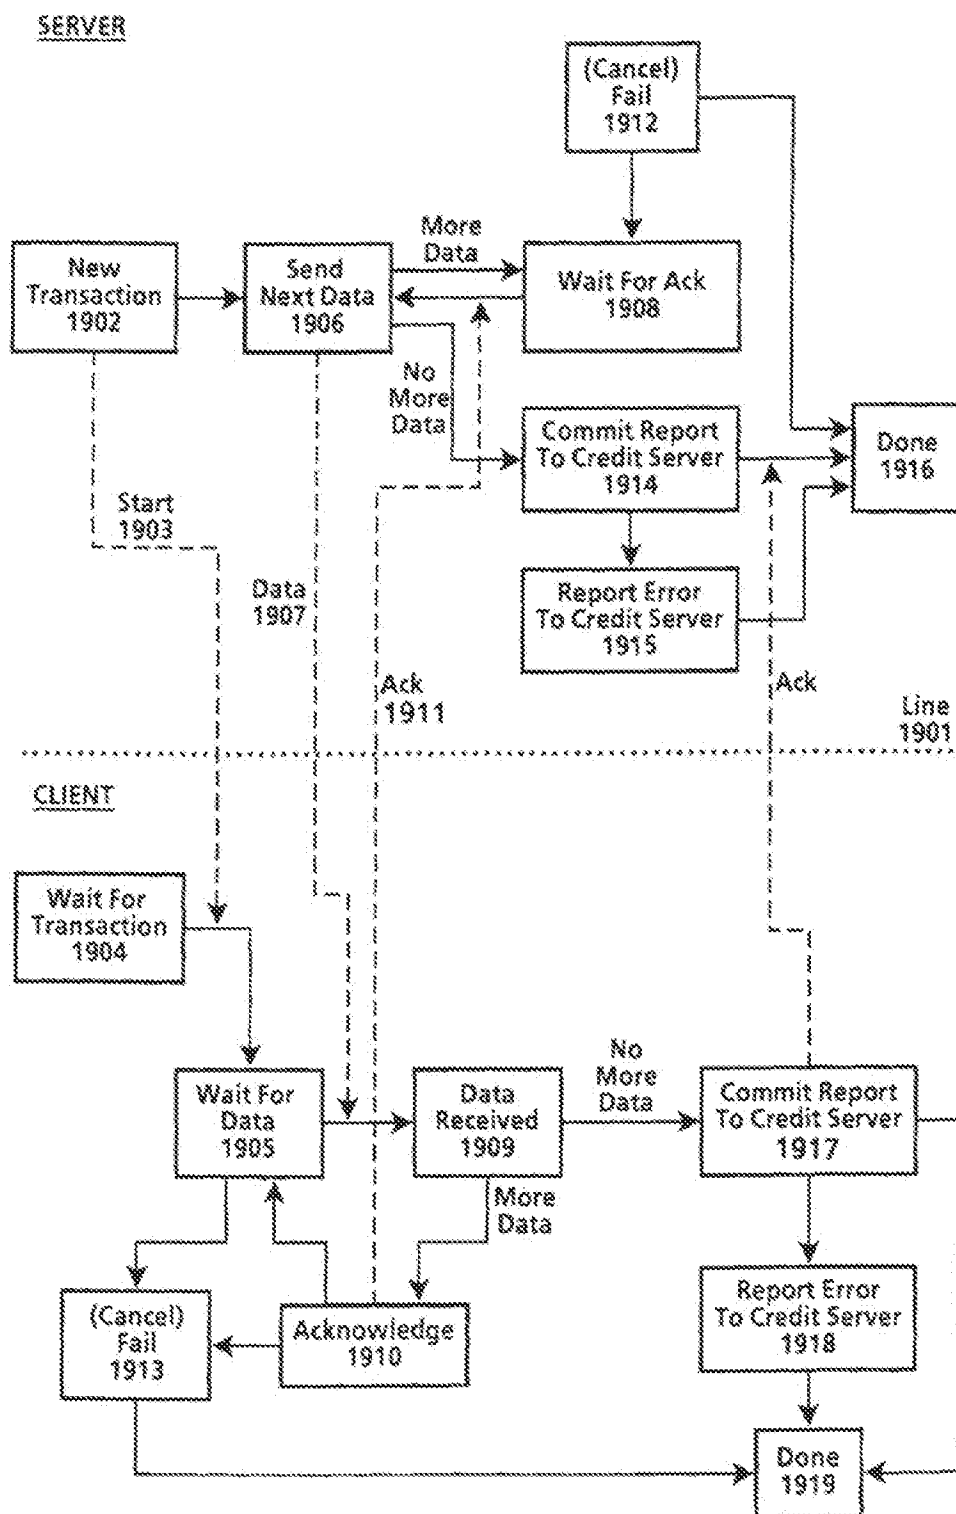 SERVER
(Cancel)
Fail
1912
More
Data
New
Transaction
1902
Send
Next Data
1906
Wait For Ack
1908
No
More
Data
Commit Report
To Credit Server
1914
Done
1916
Start
1903
Data
1907
Report Error
To Credit Server
1915
Ack
1911
Ack
Line
1901
CLIENT
Wait For
Transaction
1904
Wait For
Data
1905
Data
Received
1909
No
More
Data
Commit Report
To Credit Server
1917
More
Data
(Cancel)
Fail
1913
Acknowledge
1910
Report Error
To Credit Server
1918
Done
1919